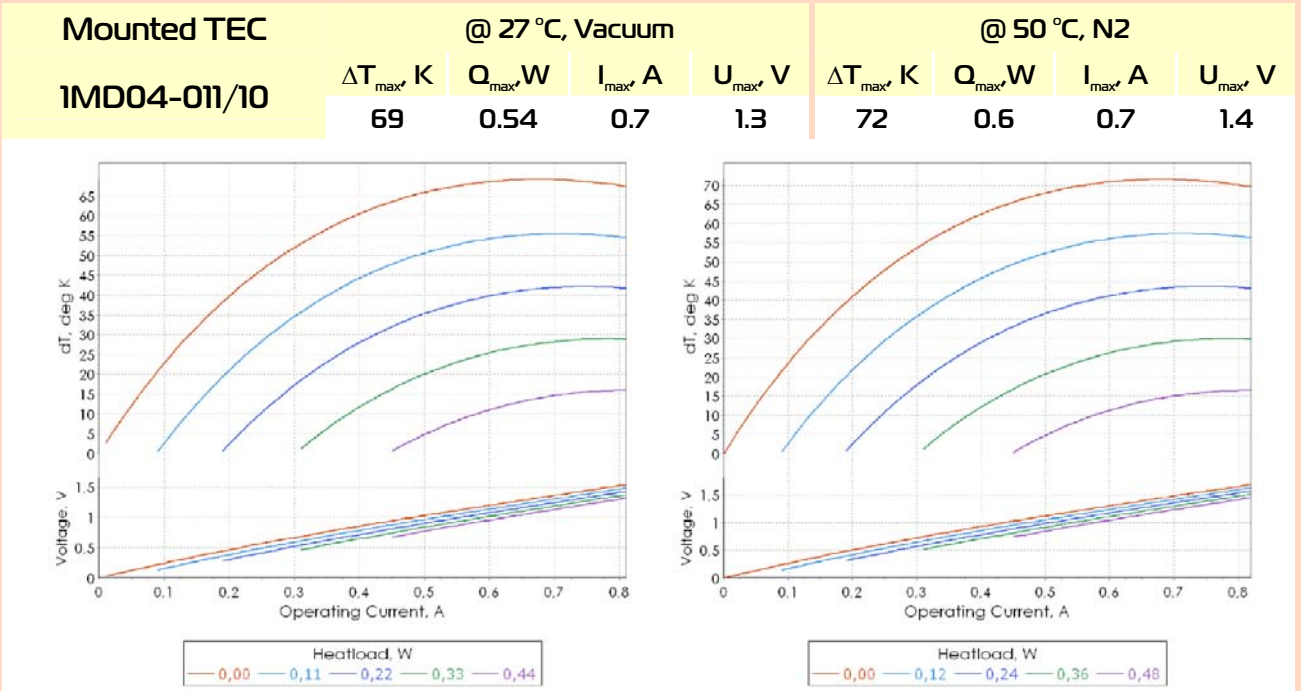 Mounted TEC @ 27 °C, Vacuum @ 50 °C, N2
1MD04-011/10
ΔTmax, K Qmax,W Imax, A Umax, V ΔTmax, K Qmax,W Imax, A Umax, V
69 0.54 0.7 1.3 72 0.6 0.7 1.4
dT, deg K
65
60
55
50
45
40
35
30
25
20
15
10
5
0
Voltage, V
1.5
1
0.5
0
0 0,1 0,2 0,3 0,4 0,5 0,6 0,7 0,8
Operating Current, A
Heatload, W
0,00 0,11 0,22 0,33 0,44
dT, deg K
70
65
60
55
50
45
40
35
30
25
20
15
10
5
0
Voltage, V
1.5
1
0.5
0
0 0,1 0,2 0,3 0,4 0,5 0,6 0,7 0,8
Operating Current, A
Heatload, W
0,00 0,12 0,24 0,36 0,48